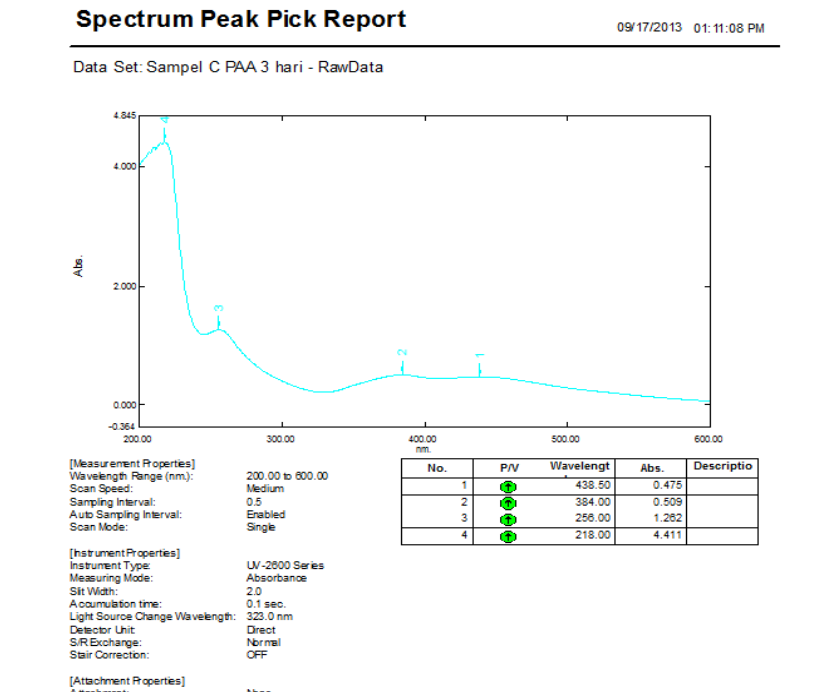 Spectrum Peak Pick Report
09/17/2013 01:11:08 PM
Data Set: Sampel C PAA 3 hari - RawData
4.845
4.000
2.000
0.000
-0.364
Abs.
4
3
2
1
200.00 300.00 400.00 500.00 600.00
nm.
[Measurement Properties]
Wavelength Range (nm.): 200.00 to 600.00
Scan Speed: Medium
Sampling Interval: 0.5
Auto Sampling Interval: Enabled
Scan Mode: Single
No. P/V Wavelengt Abs. Descriptio
1 438.50 0.475
2 384.00 0.509
3 256.00 1.262
4 218.00 4.411
[Instrument Properties]
Instrument Type: UV-2600 Series
Measuring Mode: Absorbance
Slit Width: 2.0
Accumulation time: 0.1 sec.
Light Source Change Wavelength: 323.0 nm
Detector Unit: Direct
S/R Exchange: Normal
Stair Correction: OFF
[Attachment Properties]